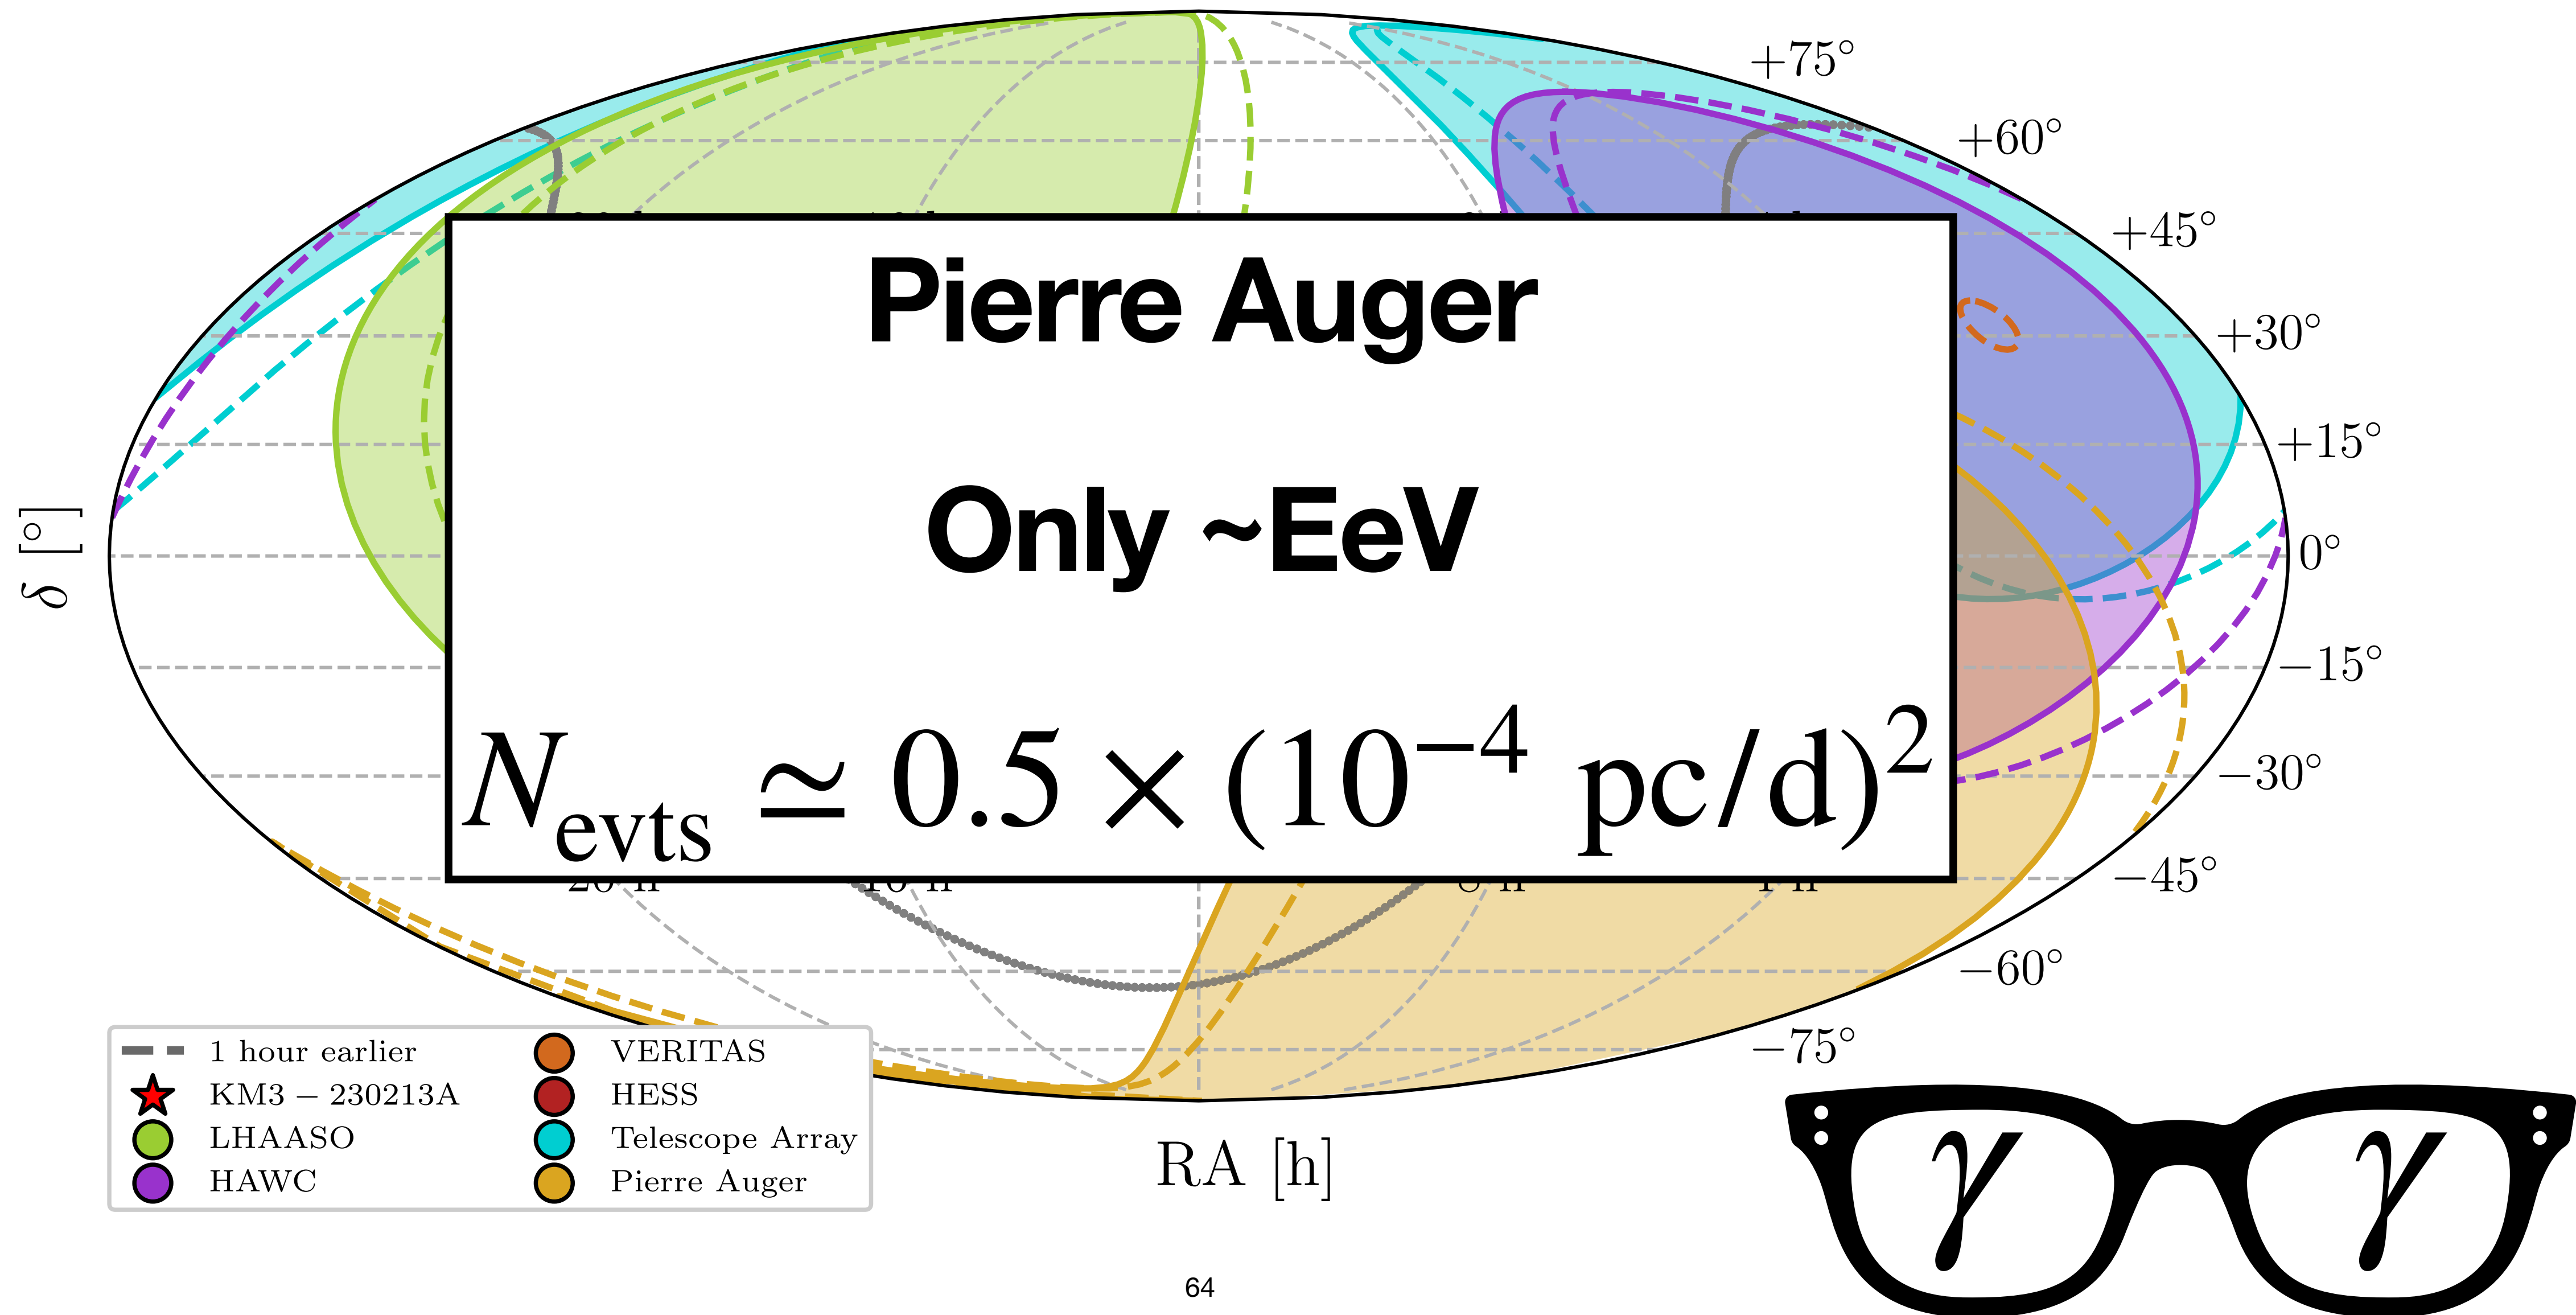 +75°
+60°
+45°
+30°
+15°
0°
−15°
−30°
−45°
−60°
−75°
δ [°]
Pierre Auger
Only ~EeV
N_evts ≃ 0.5 × (10^−4 pc/d)^2
RA [h]
1 hour earlier
KM3 − 230213A
LHAASO
HAWC
VERITAS
HESS
Telescope Array
Pierre Auger
γ γ
64